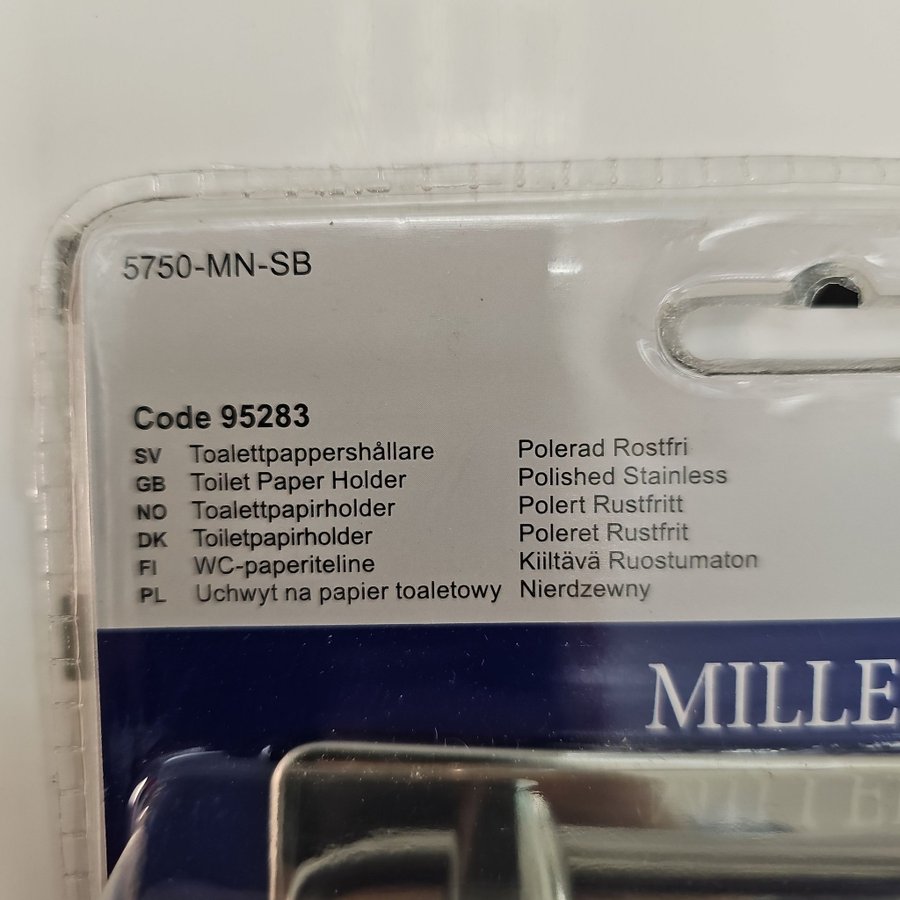 5750-MN-SB
Code 95283
SV Toalettpappershållare Polerad Rostfri
GB Toilet Paper Holder Polished Stainless
NO Toalettpapirholder Polert Rustfritt
DK Toiletpapirholder Poleret Rustfrit
FI WC-paperiteline Kiiltävä Ruostumaton
PL Uchwyt na papier toaletowy Nierdzewny
MILLE